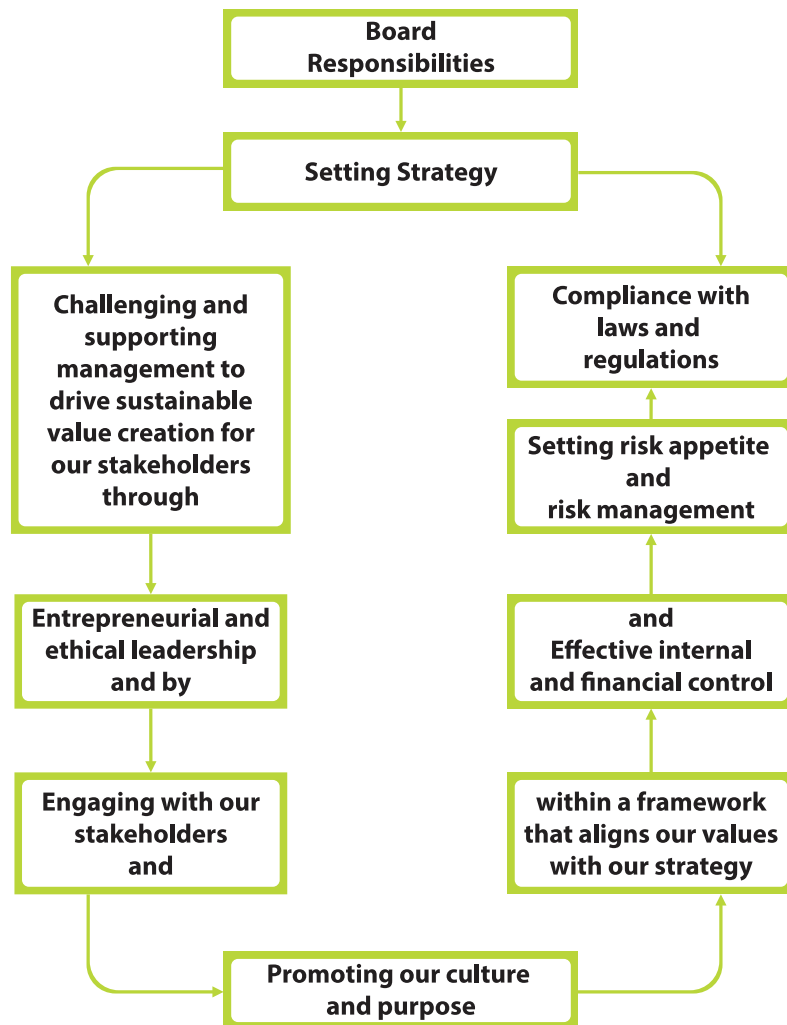 Board
Responsibilities
Setting Strategy
Challenging and
supporting
management to
drive sustainable
value creation for
our stakeholders
through
Entrepreneurial and
ethical leadership
and by
Engaging with our
stakeholders
and
Promoting our culture
and purpose
within a framework
that aligns our values
with our strategy
and
Effective internal
and financial control
Setting risk appetite
and
risk management
Compliance with
laws and
regulations